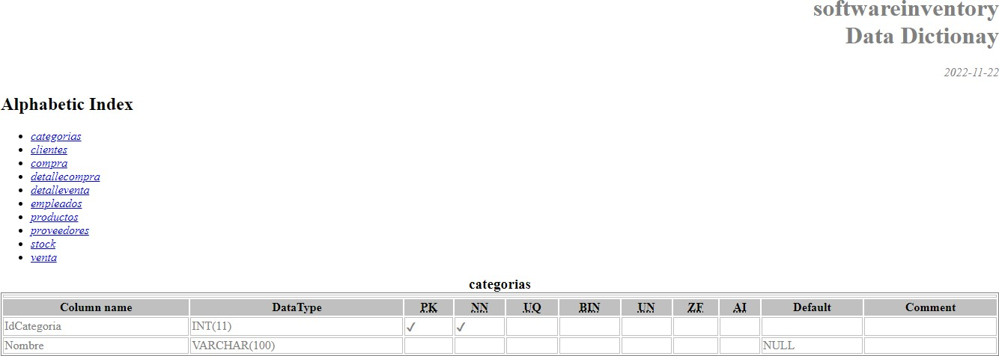 softwareinventory
Data Dictionay
2022-11-22
Alphabetic Index
categorias
clientes
compra
detallecompra
detalleventa
empleados
productos
proveedores
stock
venta
categorias
Column name DataType PK NN UQ BIN UN ZF AI Default Comment
IdCategoria INT(11) ✓ ✓
Nombre VARCHAR(100) NULL